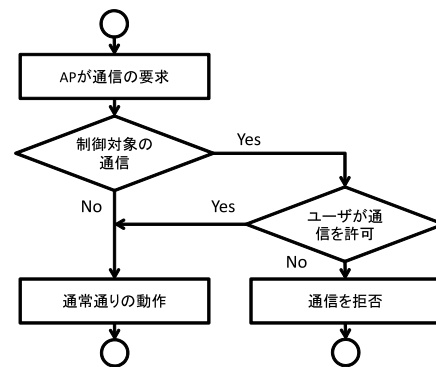 APが通信の要求
制御対象の
通信
Yes
No
Yes
ユーザが通
信を許可
No
通常通りの動作
通信を拒否